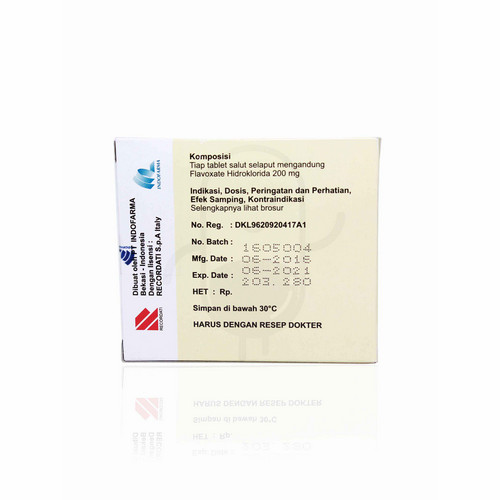 Komposisi
Tiap tablet salut selaput mengandung
Flavoxate Hidroklorida 200 mg
Indikasi, Dosis, Peringatan dan Perhatian,
Efek Samping, Kontraindikasi
Selengkapnya lihat brosur
No. Reg. : DKL9620920417A1
No. Batch : 1605004
Mfg. Date : 06-2016
Exp. Date : 06-2021
HET : Rp. 203.280
Simpan di bawah 30°C
HARUS DENGAN RESEP DOKTER
INDOFARMA
Dibuat oleh PT INDOFARMA
Bekasi - Indonesia
Dengan lisensi :
RECORDATI S.p.A Italy
RECORDATI